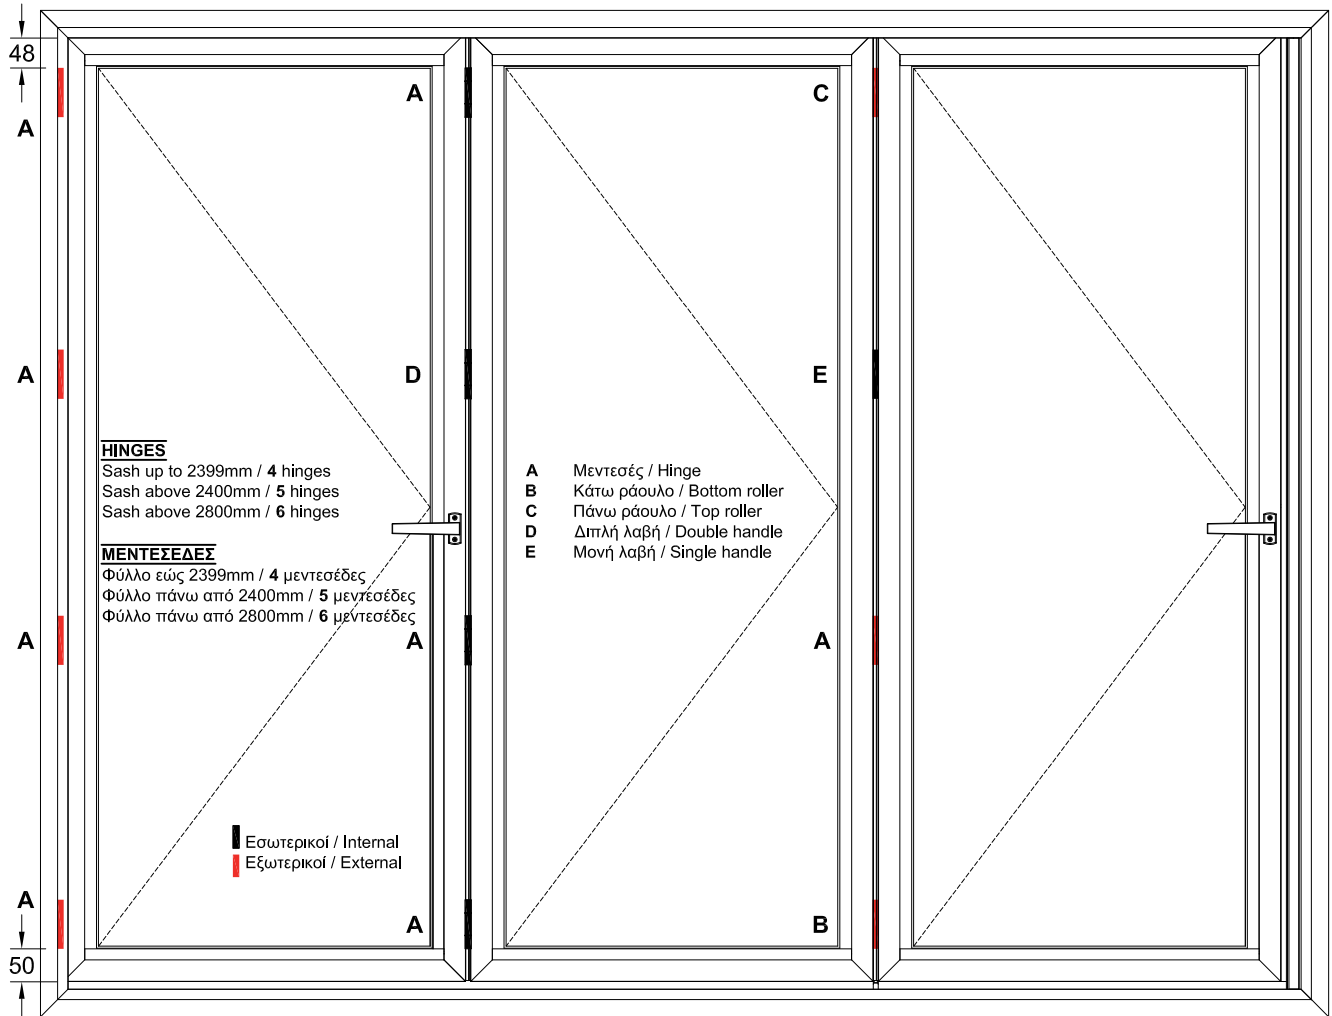 48
A
C
A
A
D
E
HINGES
Sash up to 2399mm / 4 hinges
Sash above 2400mm / 5 hinges
Sash above 2800mm / 6 hinges
ΜΕΝΤΕΣΕΔΕΣ
Φύλλο εώς 2399mm / 4 μεντεσέδες
Φύλλο πάνω από 2400mm / 5 μεντεσέδες
Φύλλο πάνω από 2800mm / 6 μεντεσέδες
A Μεντεσές / Hinge
B Κάτω ράουλο / Bottom roller
C Πάνω ράουλο / Top roller
D Διπλή λαβή / Double handle
E Μονή λαβή / Single handle
A
A
A
Εσωτερικοί / Internal
Εξωτερικοί / External
A
A
B
50